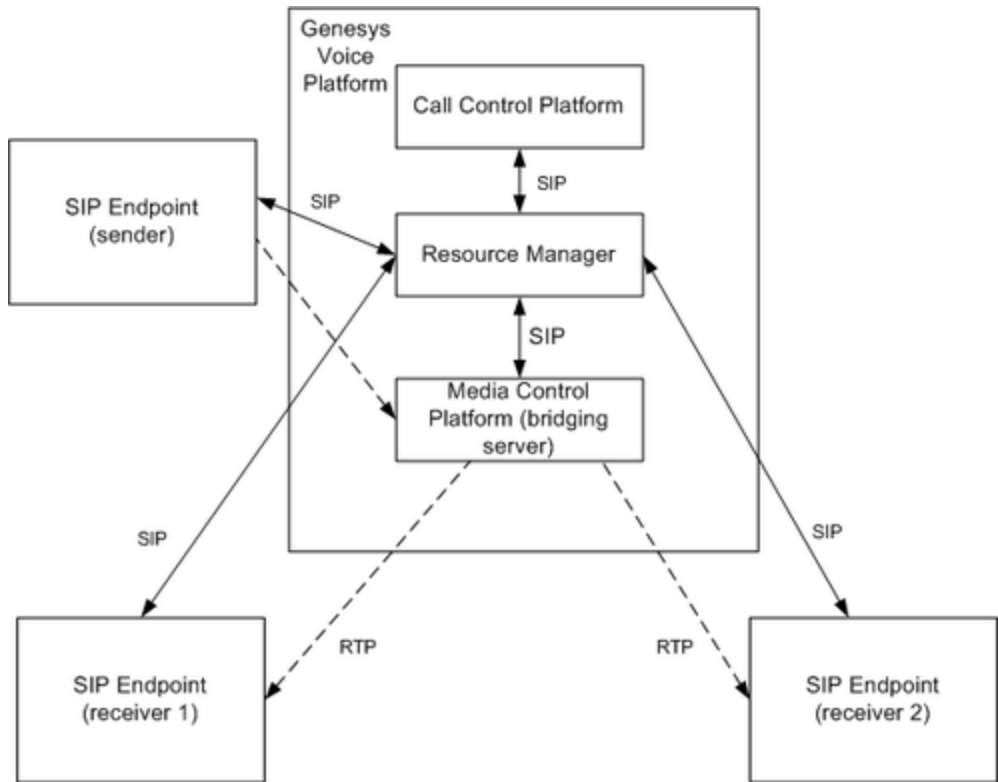 Genesys
Voice
Platform
Call Control Platform
SIP
SIP Endpoint
(sender)
SIP
Resource Manager
SIP
Media Control
Platform (bridging
server)
SIP
SIP
RTP
RTP
SIP Endpoint
(receiver 1)
SIP Endpoint
(receiver 2)